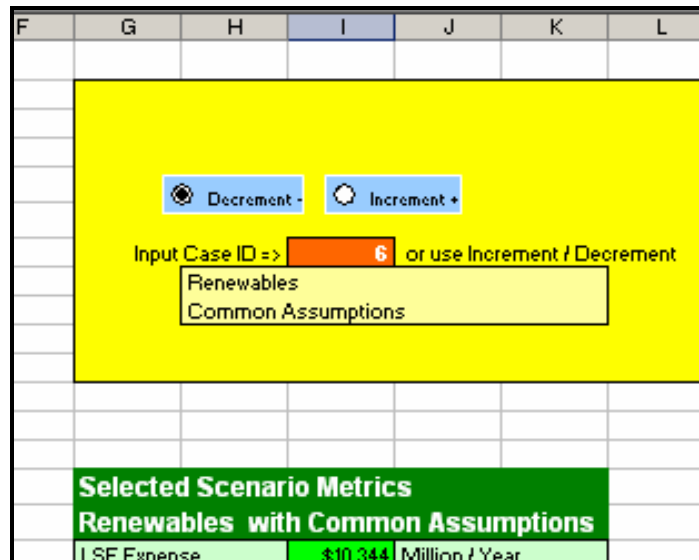 F G H I J K L
Decrement - Increment +
Input Case ID => 6 or use Increment / Decrement
Renewables
Common Assumptions
Selected Scenario Metrics
Renewables with Common Assumptions
LSE Expense $10,344 Million / Year